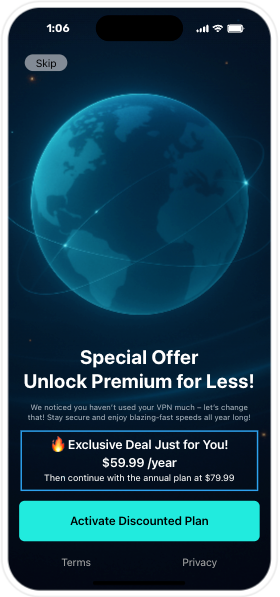 1:06
Skip
Special Offer
Unlock Premium for Less!
We noticed you haven't used your VPN much – let's change
that! Stay secure and enjoy blazing-fast speeds all year long!
🔥 Exclusive Deal Just for You!
$59.99 /year
Then continue with the annual plan at $79.99
Activate Discounted Plan
Terms
Privacy